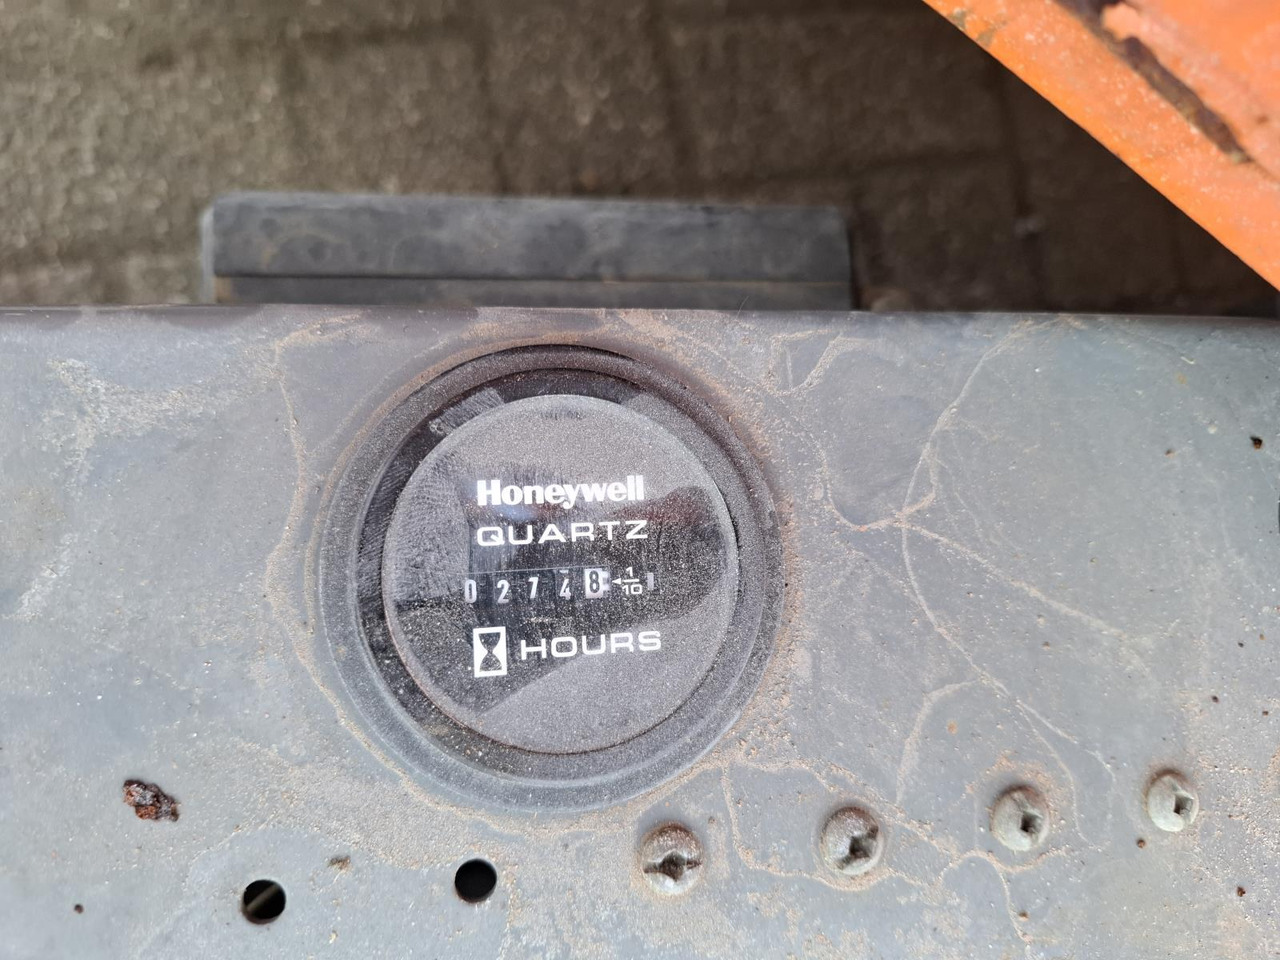 Honeywell
QUARTZ
0 2 7 4 8 1/10
HOURS